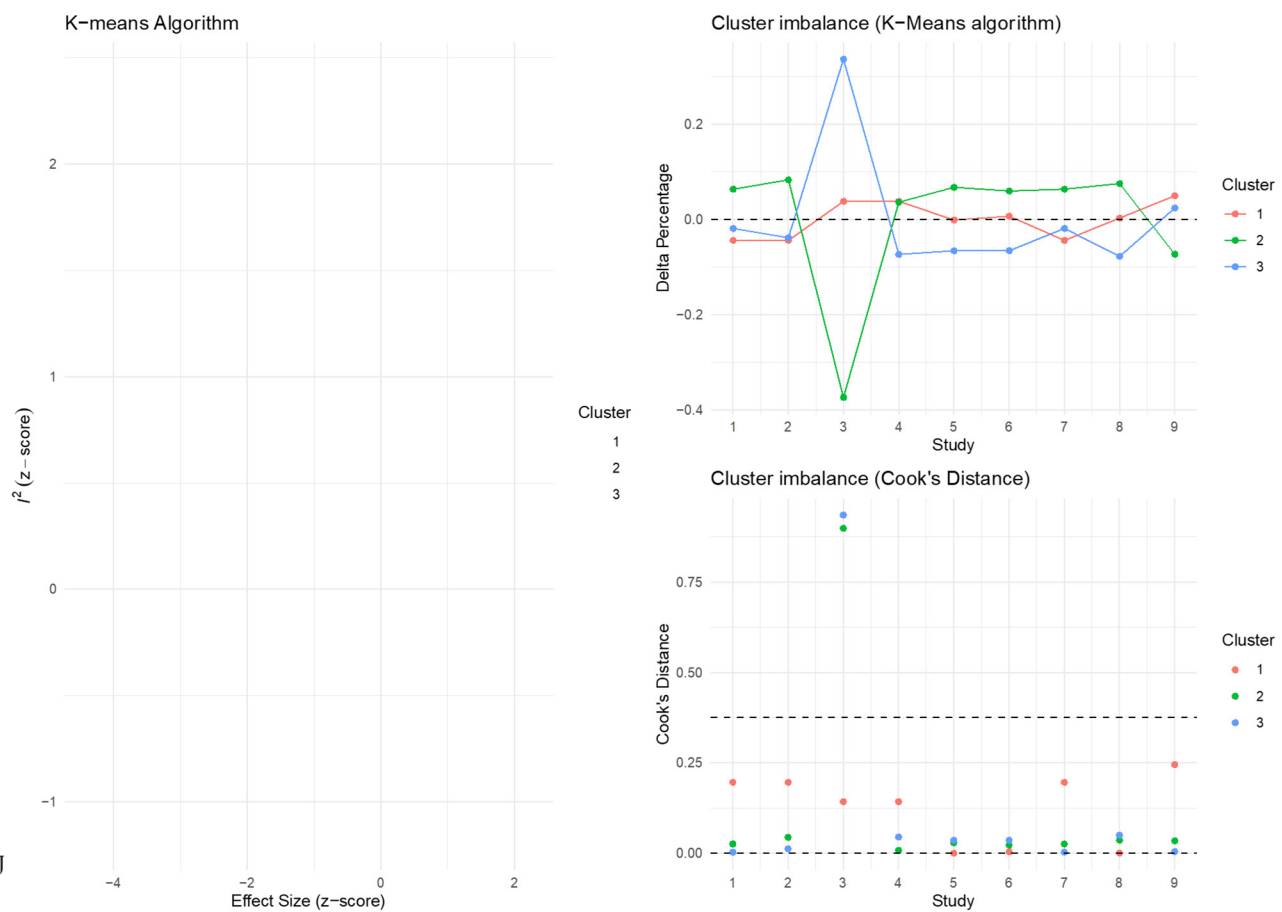 K−means Algorithm
2
1
0
−1
I² (z − score)
−4
−2
0
2
Effect Size (z−score)
Cluster
1
2
3
J
Cluster imbalance (K−Means algorithm)
0.2
0.0
−0.2
−0.4
Delta Percentage
1 2 3 4 5 6 7 8 9
Study
Cluster
1
2
3
Cluster imbalance (Cook's Distance)
0.75
0.50
0.25
0.00
Cook's Distance
1 2 3 4 5 6 7 8 9
Study
Cluster
1
2
3